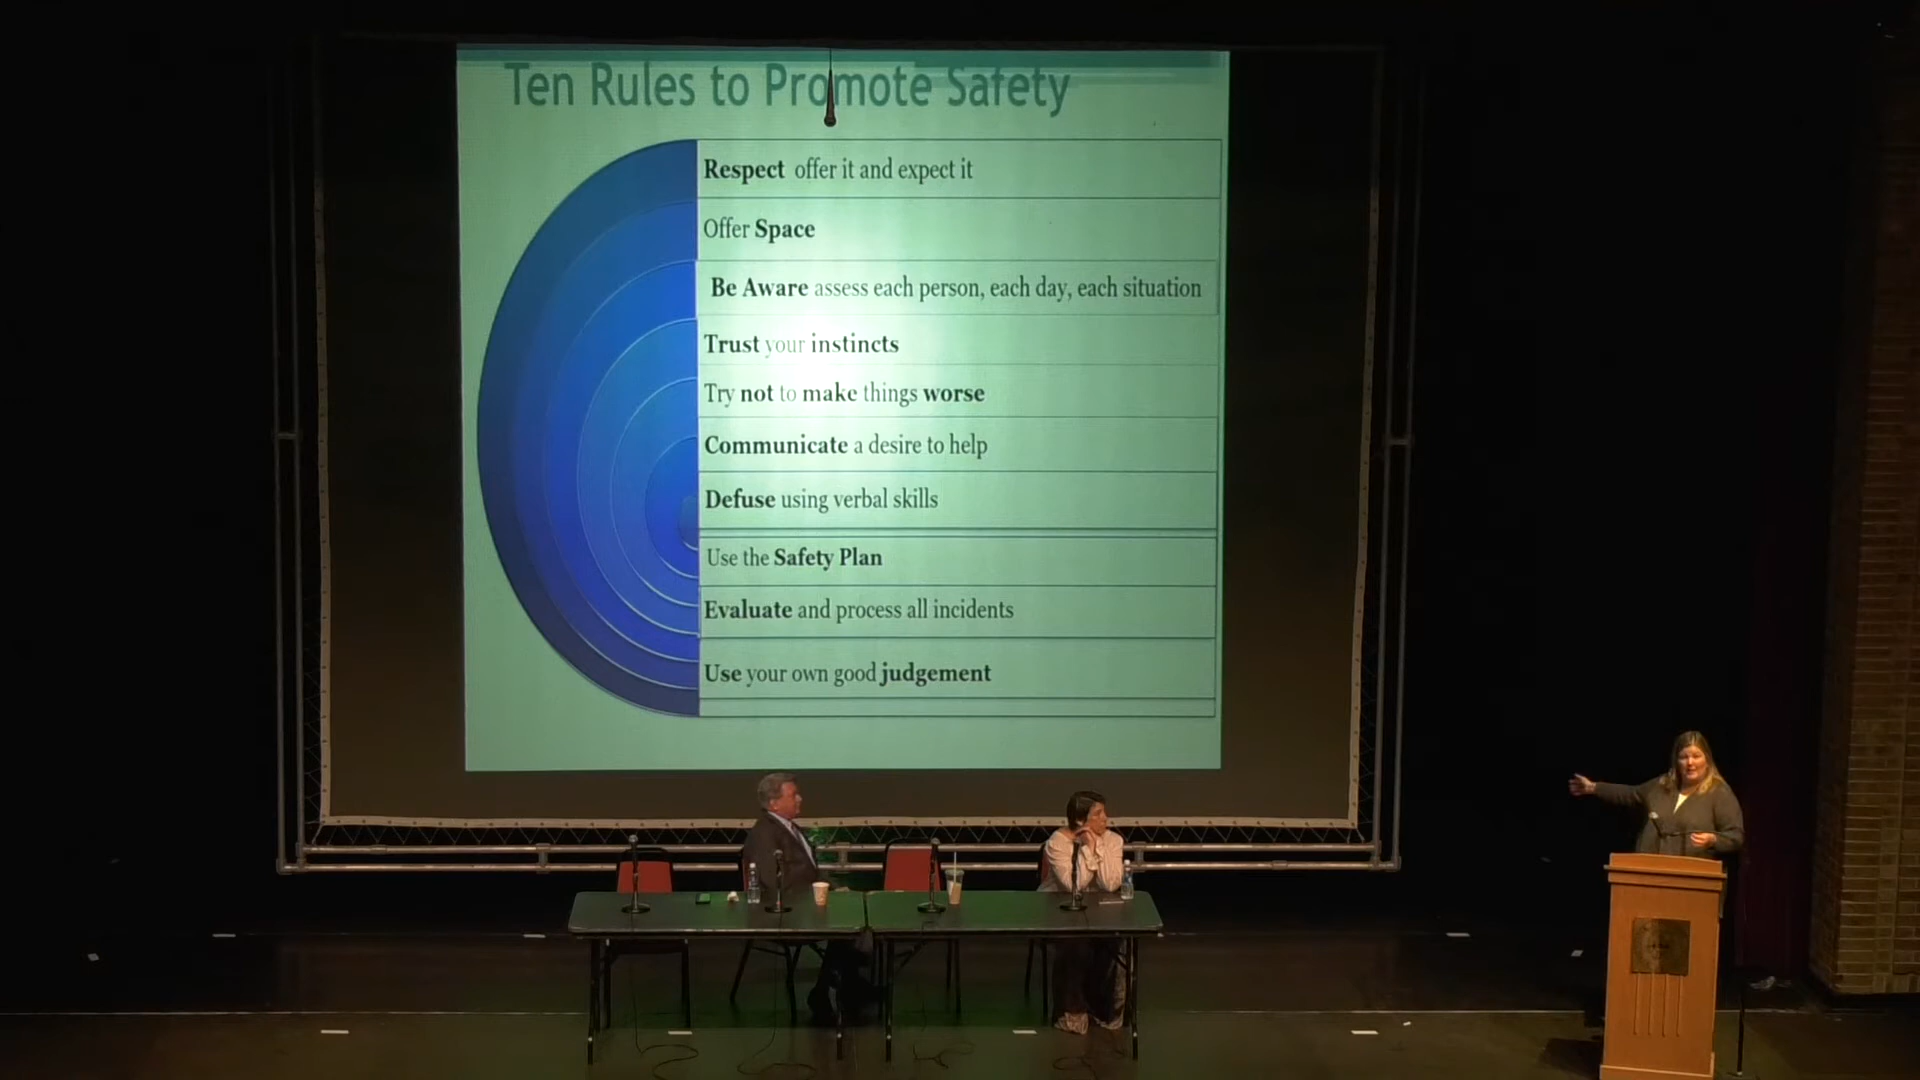 Ten Rules to Promote Safety
Respect offer it and expect it
Offer Space
Be Aware assess each person, each day, each situation
Trust your instincts
Try not to make things worse
Communicate a desire to help
Defuse using verbal skills
Use the Safety Plan
Evaluate and process all incidents
Use your own good judgement